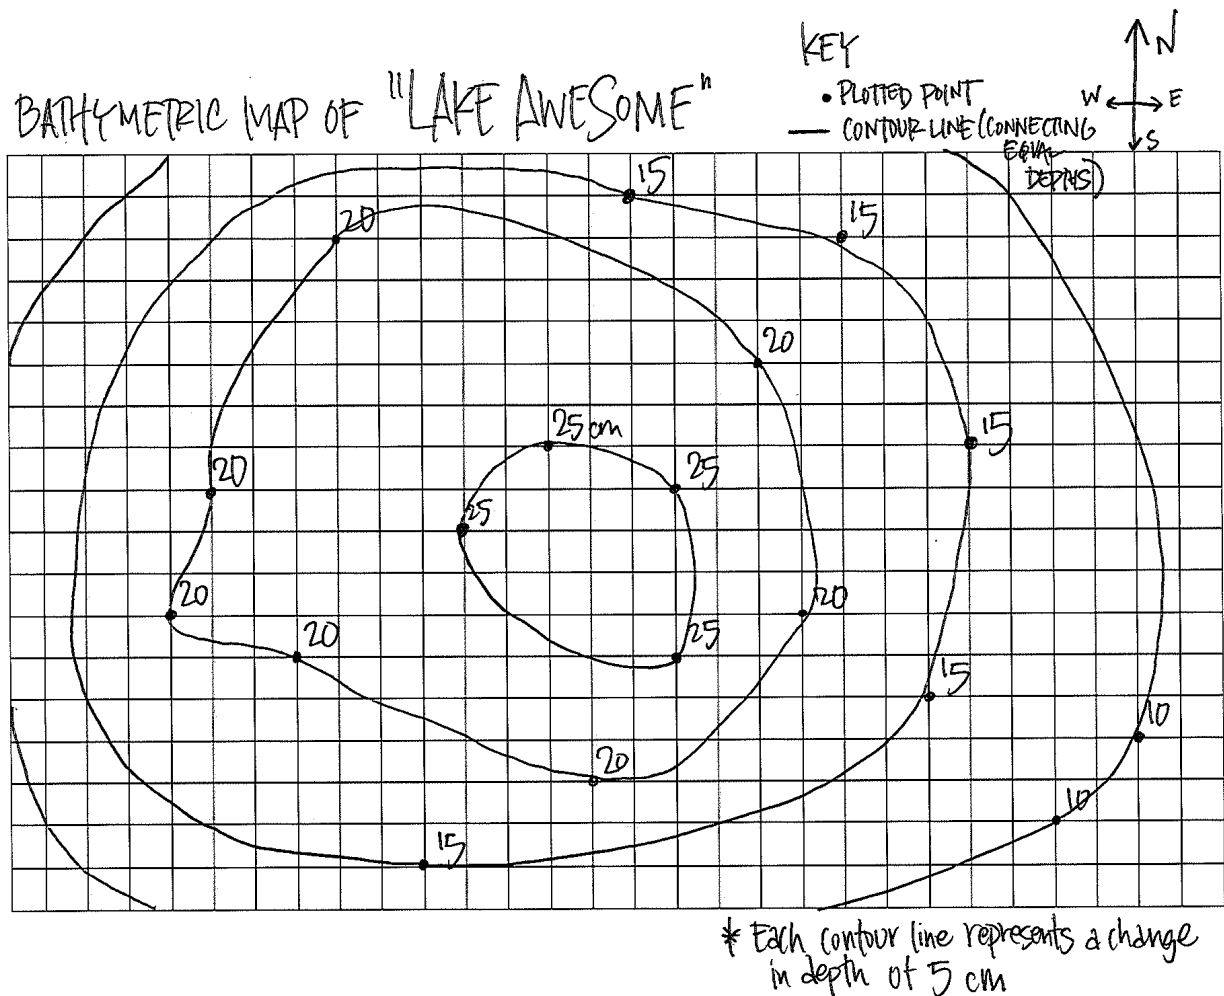 BATHYMETRIC MAP OF "LAKE AWESOME"
KEY
• PLOTTED POINT
— CONTOUR LINE (CONNECTING
EQUAL
DEPTHS)
N
W E
S
15
15
20
20
25 cm
15
20
25
25
20
20
20
25
15
10
20
10
15
* Each contour line represents a change
in depth of 5 cm